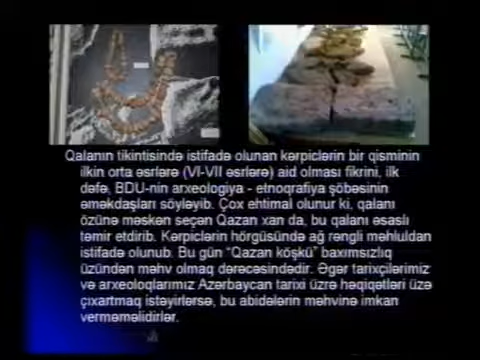 Qalanın tikintisində istifadə olunan kərpiclərin bir qisminin
ilkin orta əsrlərə (VI-VII əsrlərə) aid olması fikrini, ilk
dəfə, BDU-nin arxeologiya - etnoqrafiya şöbəsinin
əməkdaşları söyləyib. Çox ehtimal olunur ki, qalanı
özünə məskən seçən Qazan xan da, bu qalanı əsaslı
təmir etdirib. Kərpiclərin hörgüsündə ağ rəngli məhluldan
istifadə olunub. Bu gün “Qazan köşkü” baxımsızlıq
üzündən məhv olmaq dərəcəsindədir. Əgər tarixçilərimiz
və arxeoloqlarımız Azərbaycan tarixi üzrə həqiqətləri üzə
çıxartmaq istəyirlərsə, bu abidələrin məhvinə imkan
verməməlidirlər.